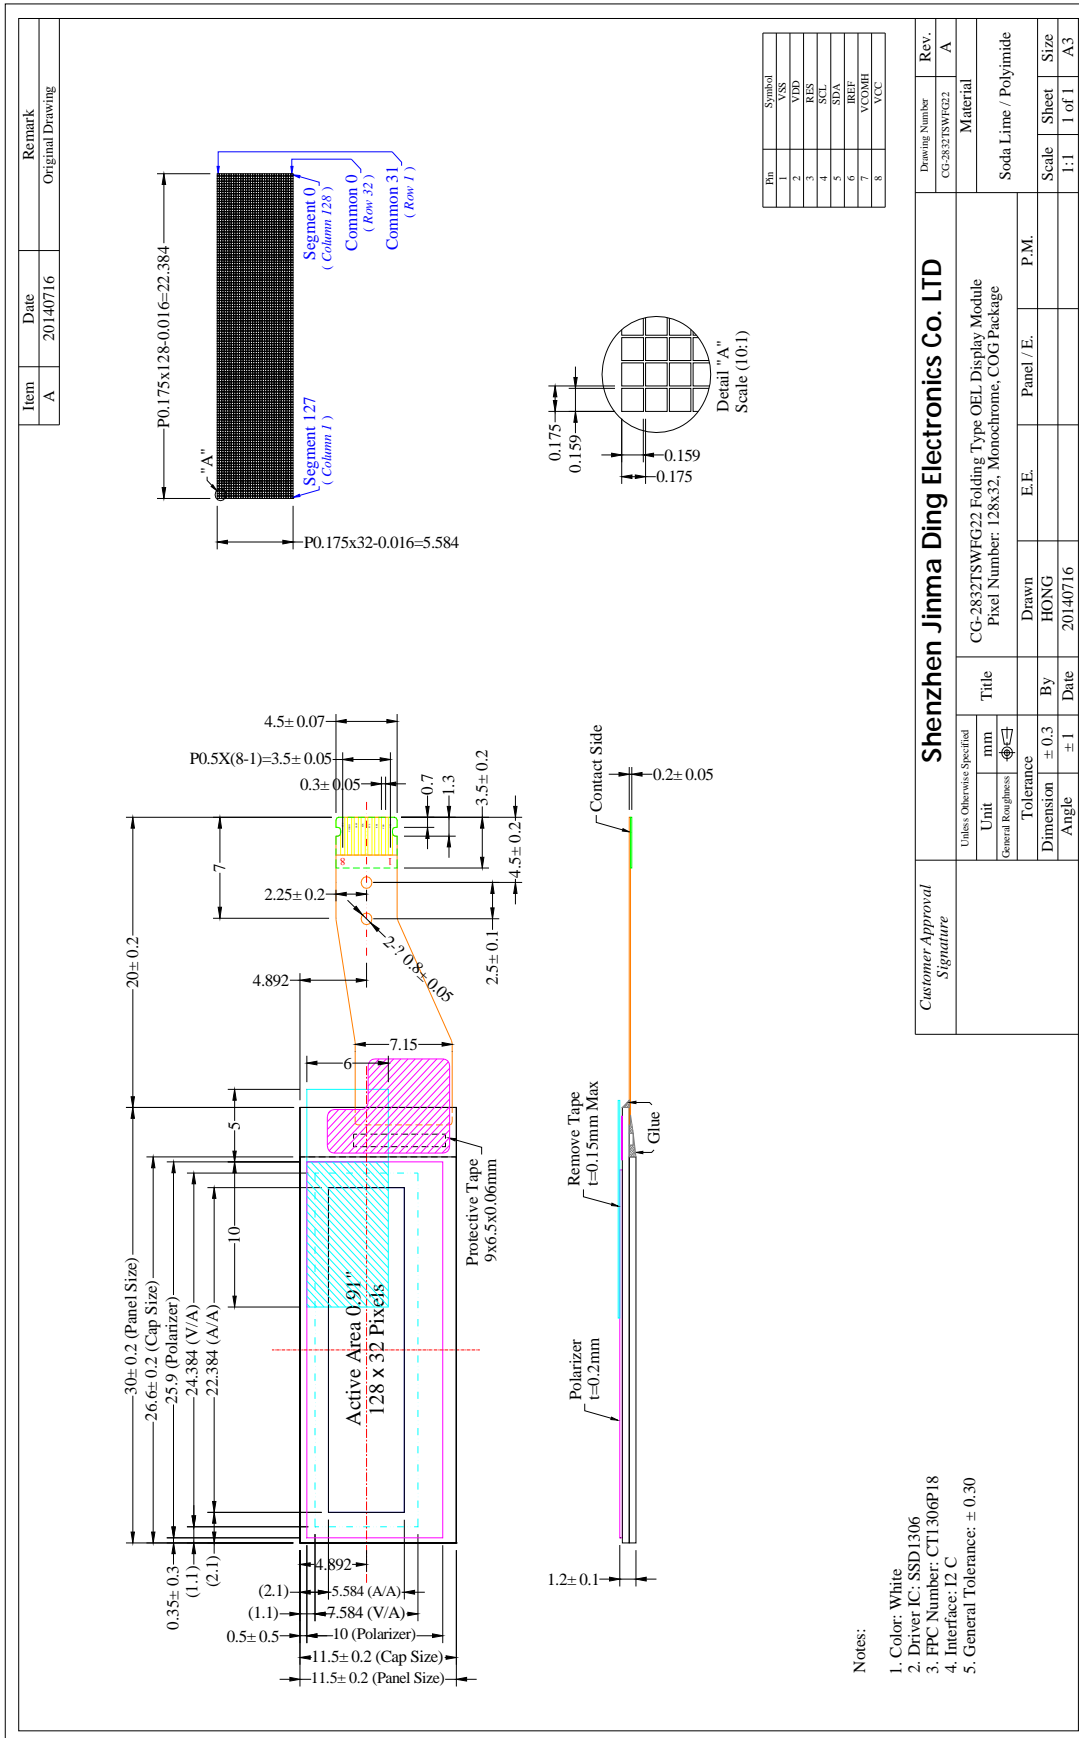 Item Date Remark
A 20140716 Original Drawing
30± 0.2 (Panel Size)
26.6± 0.2 (Cap Size)
25.9 (Polarizer)
24.384 (V/A)
22.384 (A/A)
0.35± 0.3
(1.1)
(2.1)
20± 0.2
7
5
10
6
7.15
4.892
2.25± 0.2
4.5± 0.07
P0.5X(8-1)=3.5± 0.05
0.3± 0.05
0.7
1.3
3.5± 0.2
4.5± 0.2
2.5± 0.1
2-? 0.8± 0.05
8
1
Active Area 0.91"
128 x 32 Pixels
Protective Tape
9x6.5x0.06mm
4.892
(2.1)
5.584 (A/A)
(1.1)
7.584 (V/A)
0.5± 0.5
10 (Polarizer)
11.5± 0.2 (Cap Size)
11.5± 0.2 (Panel Size)
P0.175x128-0.016=22.384
"A"
P0.175x32-0.016=5.584
Segment 127
( Column 1 )
Segment 0
( Column 128 )
Common 0
( Row 32 )
Common 31
( Row 1 )
0.175
0.159
0.159
0.175
Detail "A"
Scale (10:1)
1.2± 0.1
Polarizer
t=0.2mm
Remove Tape
t=0.15mm Max
Glue
Contact Side
0.2± 0.05
Pin Symbol
1 VSS
2 VDD
3 RES
4 SCL
5 SDA
6 IREF
7 VCOMH
8 VCC
Notes:
1. Color: White
2. Driver IC: SSD1306
3. FPC Number: CT1306P18
4. Interface: I2 C
5. General Tolerance: ± 0.30
Customer Approval
Signature
Shenzhen Jinma Ding Electronics Co. LTD
Drawing Number Rev.
CG-2832TSWFG22 A
Unless Otherwise Specified
Unit mm
General Roughness
Tolerance
Dimension ± 0.3
Angle ± 1
Title
CG-2832TSWFG22 Folding Type OEL Display Module
Pixel Number: 128x32, Monochrome, COG Package
Material
Soda Lime / Polyimide
Drawn E.E. Panel / E. P.M.
By HONG
Date 20140716
Scale Sheet Size
1:1 1 of 1 A3